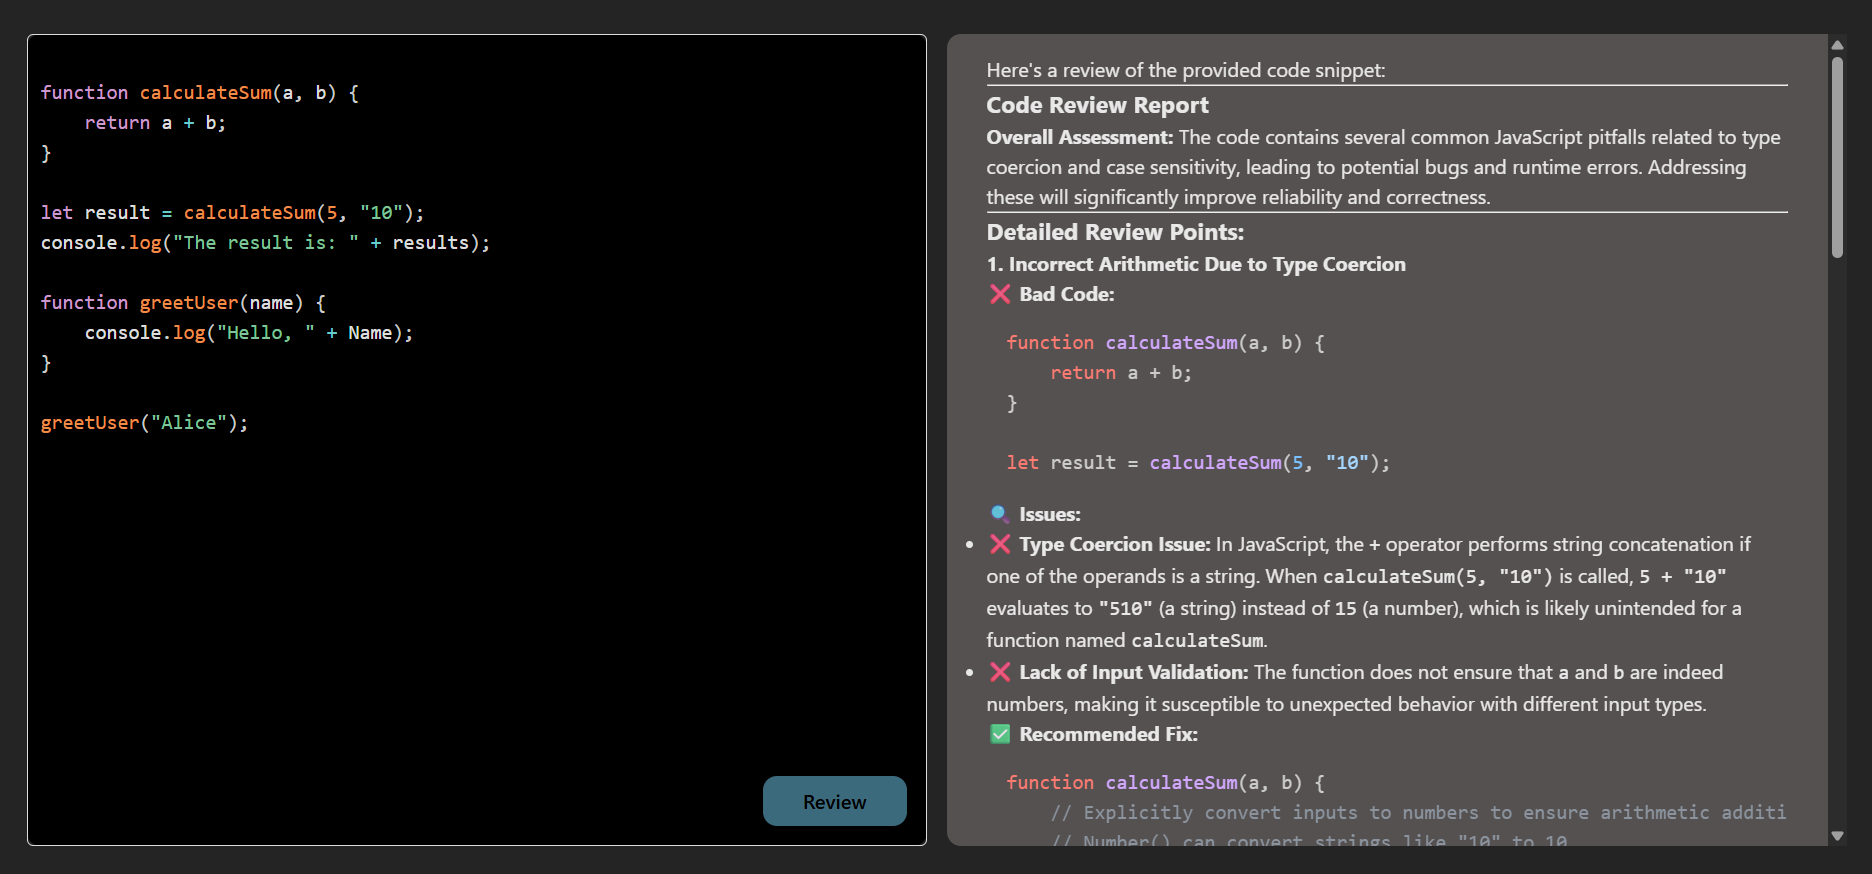 function calculateSum(a, b) {
    return a + b;
}
let result = calculateSum(5, "10");
console.log("The result is: " + results);
function greetUser(name) {
    console.log("Hello, " + Name);
}
greetUser("Alice");
Review
Here's a review of the provided code snippet:
Code Review Report
Overall Assessment: The code contains several common JavaScript pitfalls related to type
coercion and case sensitivity, leading to potential bugs and runtime errors. Addressing
these will significantly improve reliability and correctness.
Detailed Review Points:
1. Incorrect Arithmetic Due to Type Coercion
❌ Bad Code:
function calculateSum(a, b) {
    return a + b;
}
let result = calculateSum(5, "10");
🔍 Issues:
• ❌ Type Coercion Issue: In JavaScript, the + operator performs string concatenation if
one of the operands is a string. When calculateSum(5, "10") is called, 5 + "10"
evaluates to "510" (a string) instead of 15 (a number), which is likely unintended for a
function named calculateSum.
• ❌ Lack of Input Validation: The function does not ensure that a and b are indeed
numbers, making it susceptible to unexpected behavior with different input types.
✅ Recommended Fix:
function calculateSum(a, b) {
    // Explicitly convert inputs to numbers to ensure arithmetic additi
    // Number() can convert strings like "10" to 10